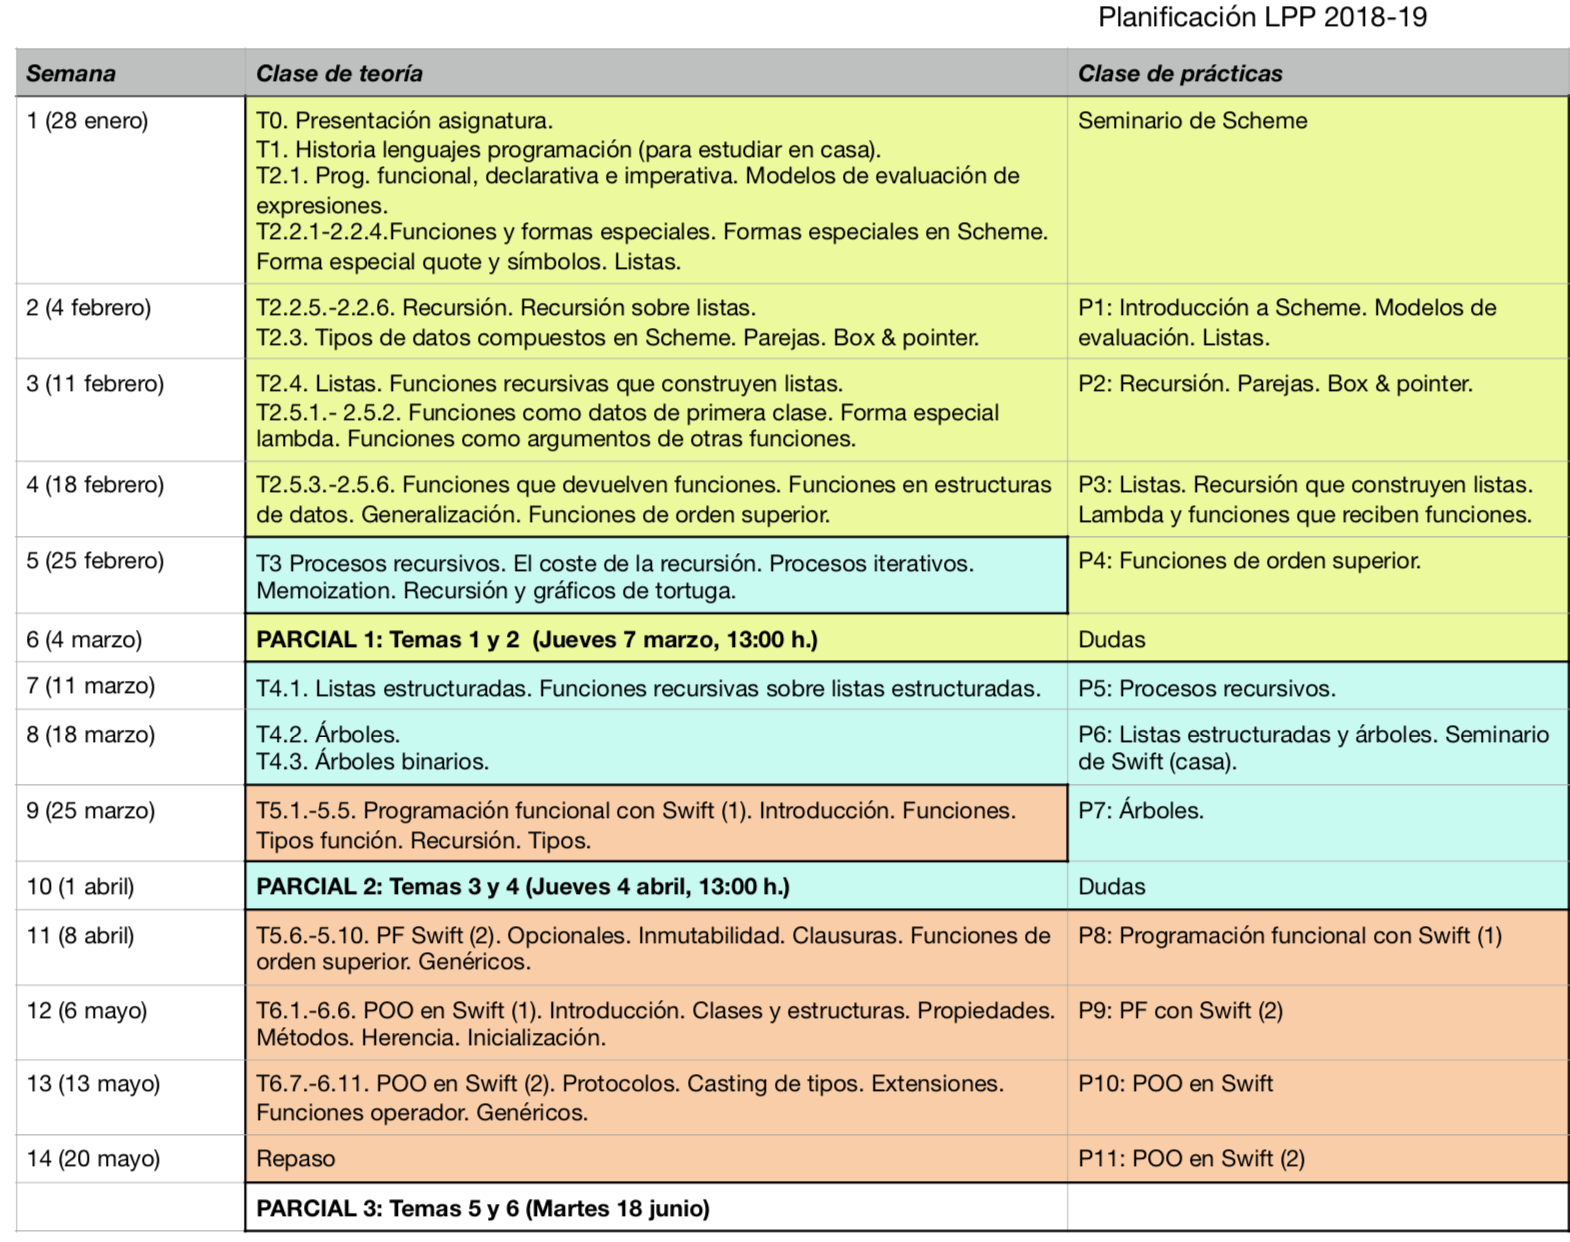 Planificación LPP 2018-19
Semana Clase de teoría Clase de prácticas
1 (28 enero) T0. Presentación asignatura. Seminario de Scheme
T1. Historia lenguajes programación (para estudiar en casa).
T2.1. Prog. funcional, declarativa e imperativa. Modelos de evaluación de
expresiones.
T2.2.1-2.2.4.Funciones y formas especiales. Formas especiales en Scheme.
Forma especial quote y símbolos. Listas.
2 (4 febrero) T2.2.5.-2.2.6. Recursión. Recursión sobre listas. P1: Introducción a Scheme. Modelos de
T2.3. Tipos de datos compuestos en Scheme. Parejas. Box & pointer. evaluación. Listas.
3 (11 febrero) T2.4. Listas. Funciones recursivas que construyen listas. P2: Recursión. Parejas. Box & pointer.
T2.5.1.- 2.5.2. Funciones como datos de primera clase. Forma especial
lambda. Funciones como argumentos de otras funciones.
4 (18 febrero) T2.5.3.-2.5.6. Funciones que devuelven funciones. Funciones en estructuras P3: Listas. Recursión que construyen listas.
de datos. Generalización. Funciones de orden superior. Lambda y funciones que reciben funciones.
5 (25 febrero) T3 Procesos recursivos. El coste de la recursión. Procesos iterativos. P4: Funciones de orden superior.
Memoization. Recursión y gráficos de tortuga.
6 (4 marzo) PARCIAL 1: Temas 1 y 2 (Jueves 7 marzo, 13:00 h.) Dudas
7 (11 marzo) T4.1. Listas estructuradas. Funciones recursivas sobre listas estructuradas. P5: Procesos recursivos.
8 (18 marzo) T4.2. Árboles. P6: Listas estructuradas y árboles. Seminario
T4.3. Árboles binarios. de Swift (casa).
9 (25 marzo) T5.1.-5.5. Programación funcional con Swift (1). Introducción. Funciones. P7: Árboles.
Tipos función. Recursión. Tipos.
10 (1 abril) PARCIAL 2: Temas 3 y 4 (Jueves 4 abril, 13:00 h.) Dudas
11 (8 abril) T5.6.-5.10. PF Swift (2). Opcionales. Inmutabilidad. Clausuras. Funciones de P8: Programación funcional con Swift (1)
orden superior. Genéricos.
12 (6 mayo) T6.1.-6.6. POO en Swift (1). Introducción. Clases y estructuras. Propiedades. P9: PF con Swift (2)
Métodos. Herencia. Inicialización.
13 (13 mayo) T6.7.-6.11. POO en Swift (2). Protocolos. Casting de tipos. Extensiones. P10: POO en Swift
Funciones operador. Genéricos.
14 (20 mayo) Repaso P11: POO en Swift (2)
PARCIAL 3: Temas 5 y 6 (Martes 18 junio)